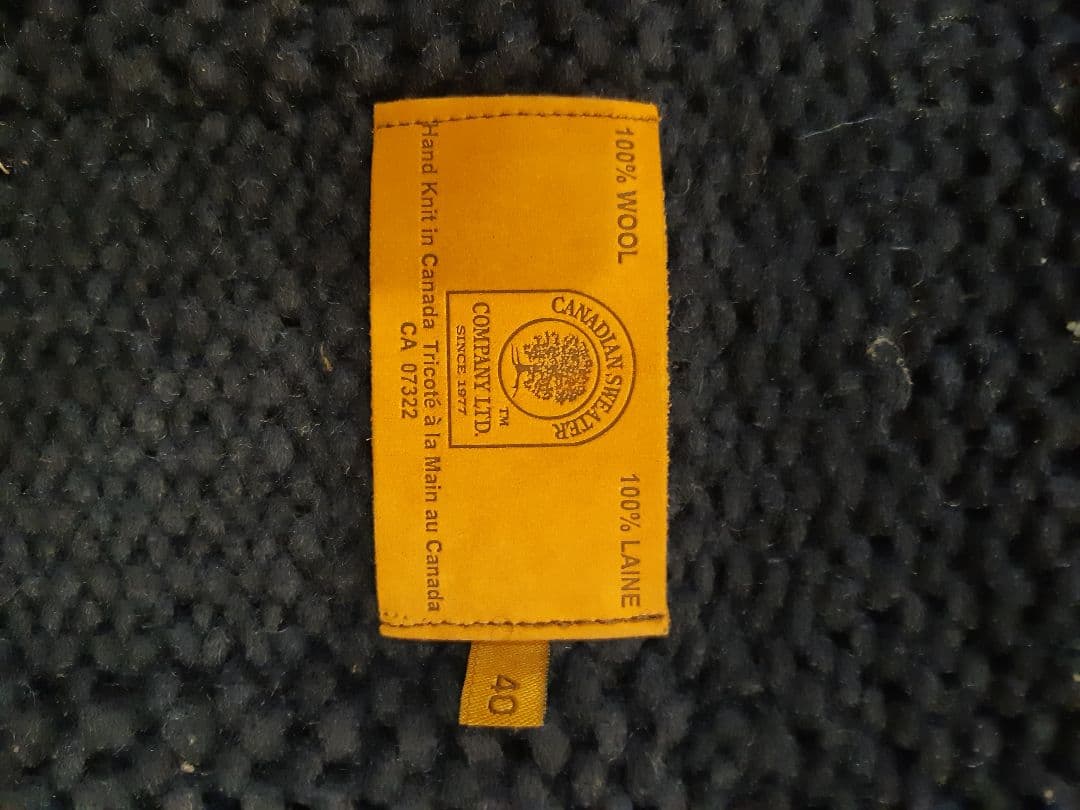 100% WOOL
100% LAINE
CANADIAN SWEATER
COMPANY LTD.
TM
SINCE 1977
Hand Knit in Canada Tricoté à la Main au Canada
CA 07322
40